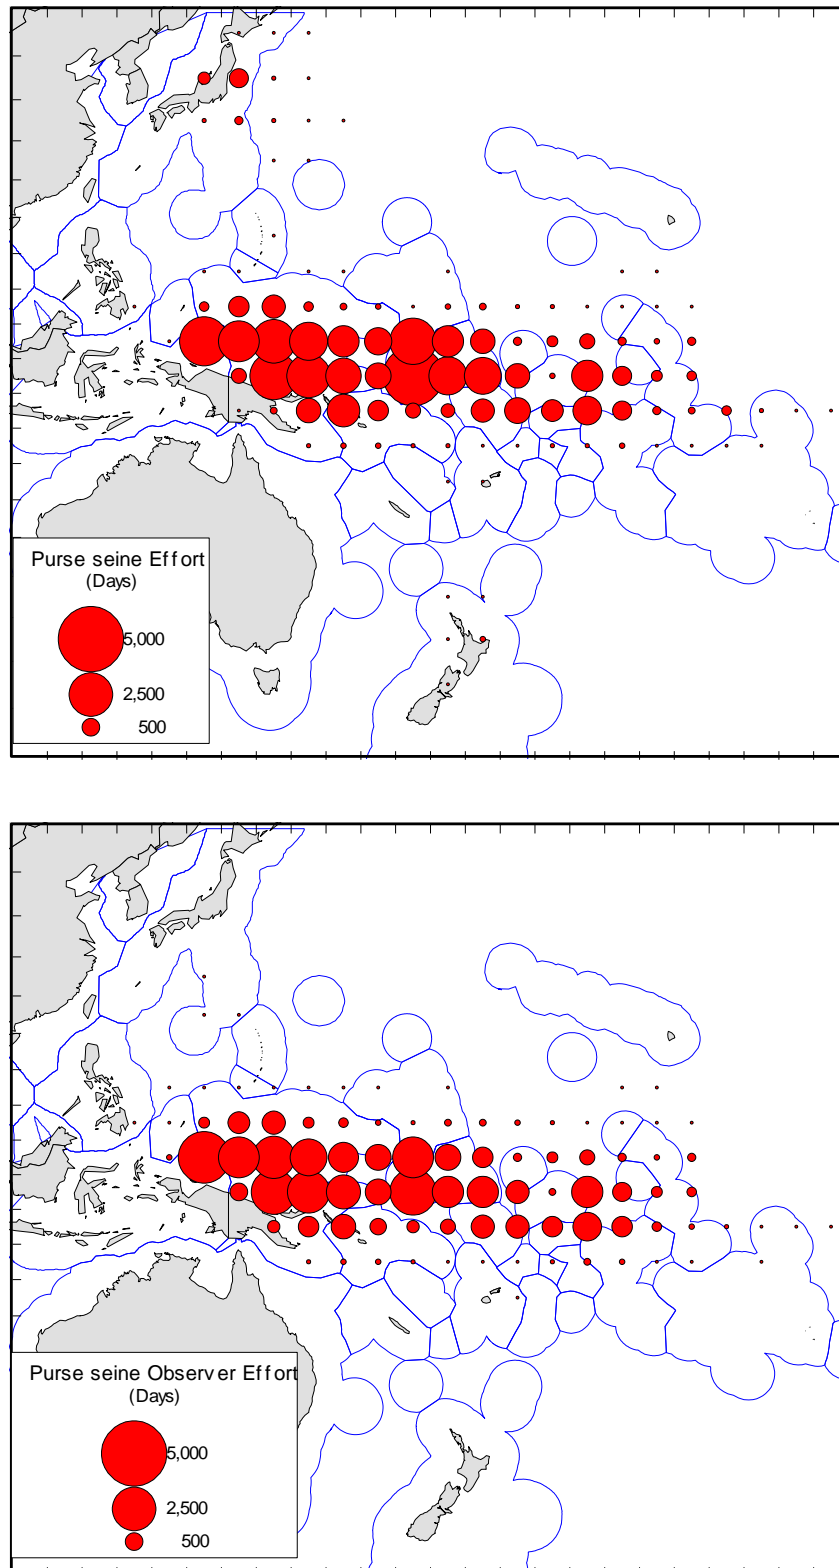 Purse seine Effort
(Days)
5,000
2,500
500
Purse seine Observer Effort
(Days)
5,000
2,500
500